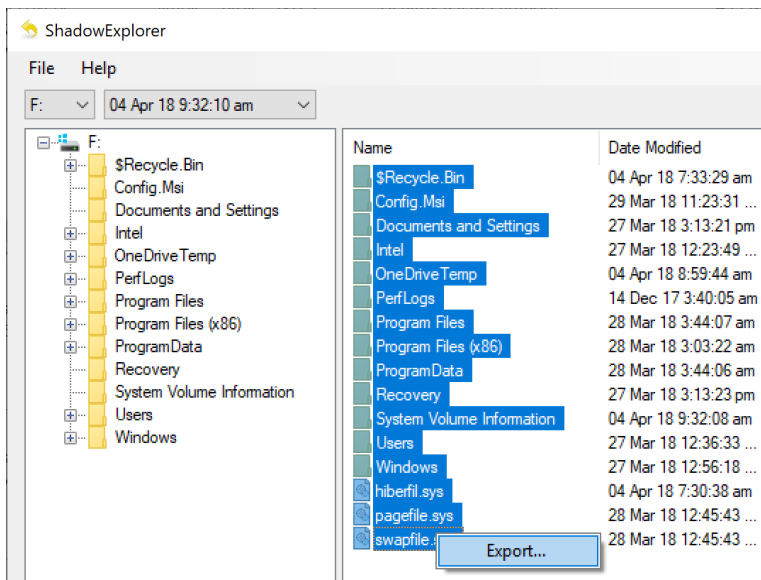 ShadowExplorer
File Help
F: 04 Apr 18 9:32:10 am
F:
$Recycle.Bin
Config.Msi
Documents and Settings
Intel
OneDriveTemp
PerfLogs
Program Files
Program Files (x86)
ProgramData
Recovery
System Volume Information
Users
Windows
Name Date Modified
$Recycle.Bin 04 Apr 18 7:33:29 am
Config.Msi 29 Mar 18 11:23:31 ...
Documents and Settings 27 Mar 18 3:13:21 pm
Intel 27 Mar 18 12:23:49 ...
OneDriveTemp 04 Apr 18 8:59:44 am
PerfLogs 14 Dec 17 3:40:05 am
Program Files 28 Mar 18 3:44:07 am
Program Files (x86) 28 Mar 18 3:03:22 am
ProgramData 28 Mar 18 3:44:06 am
Recovery 27 Mar 18 3:13:23 pm
System Volume Information 04 Apr 18 9:32:08 am
Users 27 Mar 18 12:36:33 ...
Windows 27 Mar 18 12:56:18 ...
hiberfil.sys 04 Apr 18 7:30:38 am
pagefile.sys 28 Mar 18 12:45:43 ...
swapfile. 28 Mar 18 12:45:43 ...
Export...